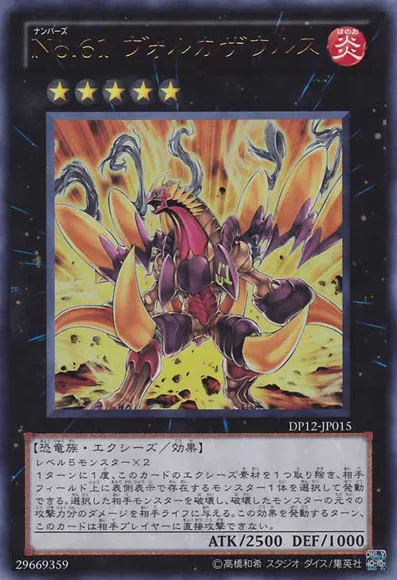 ナンバーズ
No.61 ヴォルカザウルス
ほのお
炎
DP12-JP015
【恐竜族・エクシーズ/効果】
レベル5モンスター×2
1ターンに1度、このカードのエクシーズ素材を1つ取り除き、相手
フィールド上に表側表示で存在するモンスター1体を選択して発動
できる。選択した相手モンスターを破壊し、破壊したモンスターの元々の
攻撃力分のダメージを相手ライフに与える。この効果を発動するターン、
このカードは相手プレイヤーに直接攻撃できない。
ATK/2500 DEF/1000
29669359
©高橋和希 スタジオ・ダイス/集英社